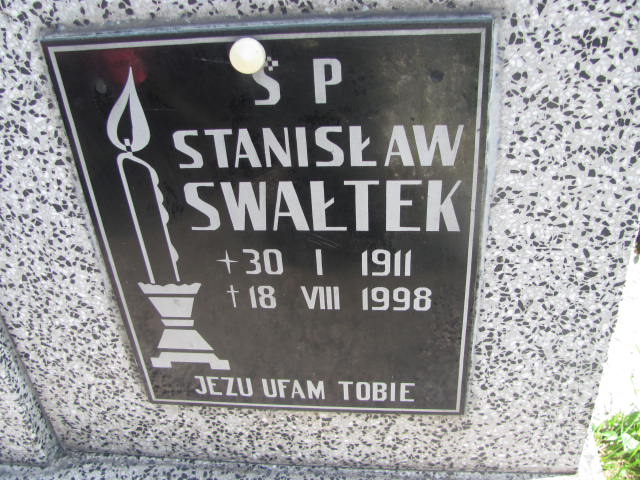 Ś P
STANISŁAW
SWAŁTEK
+ 30 I 1911
† 18 VIII 1998
JEZU UFAM TOBIE